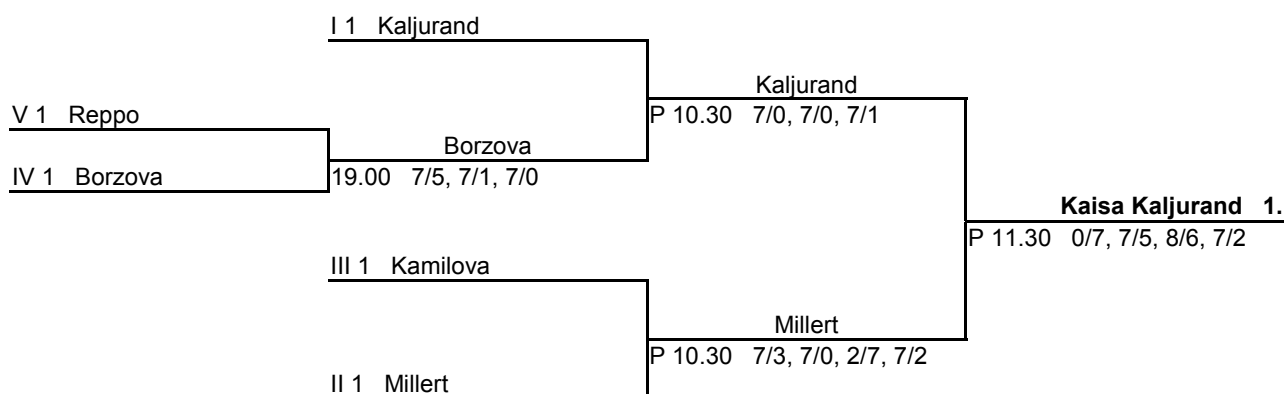 I 1 Kaljurand
Kaljurand
V 1 Reppo
P 10.30 7/0, 7/0, 7/1
Borzova
IV 1 Borzova
19.00 7/5, 7/1, 7/0
Kaisa Kaljurand 1.
P 11.30 0/7, 7/5, 8/6, 7/2
III 1 Kamilova
Millert
P 10.30 7/3, 7/0, 2/7, 7/2
II 1 Millert